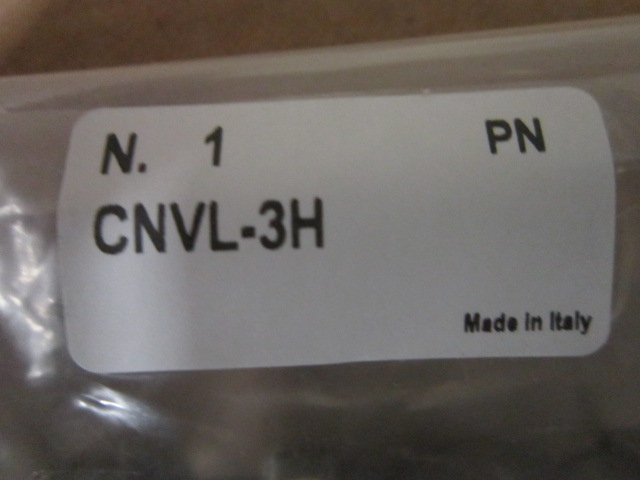 N. 1 PN
CNVL-3H
Made in Italy